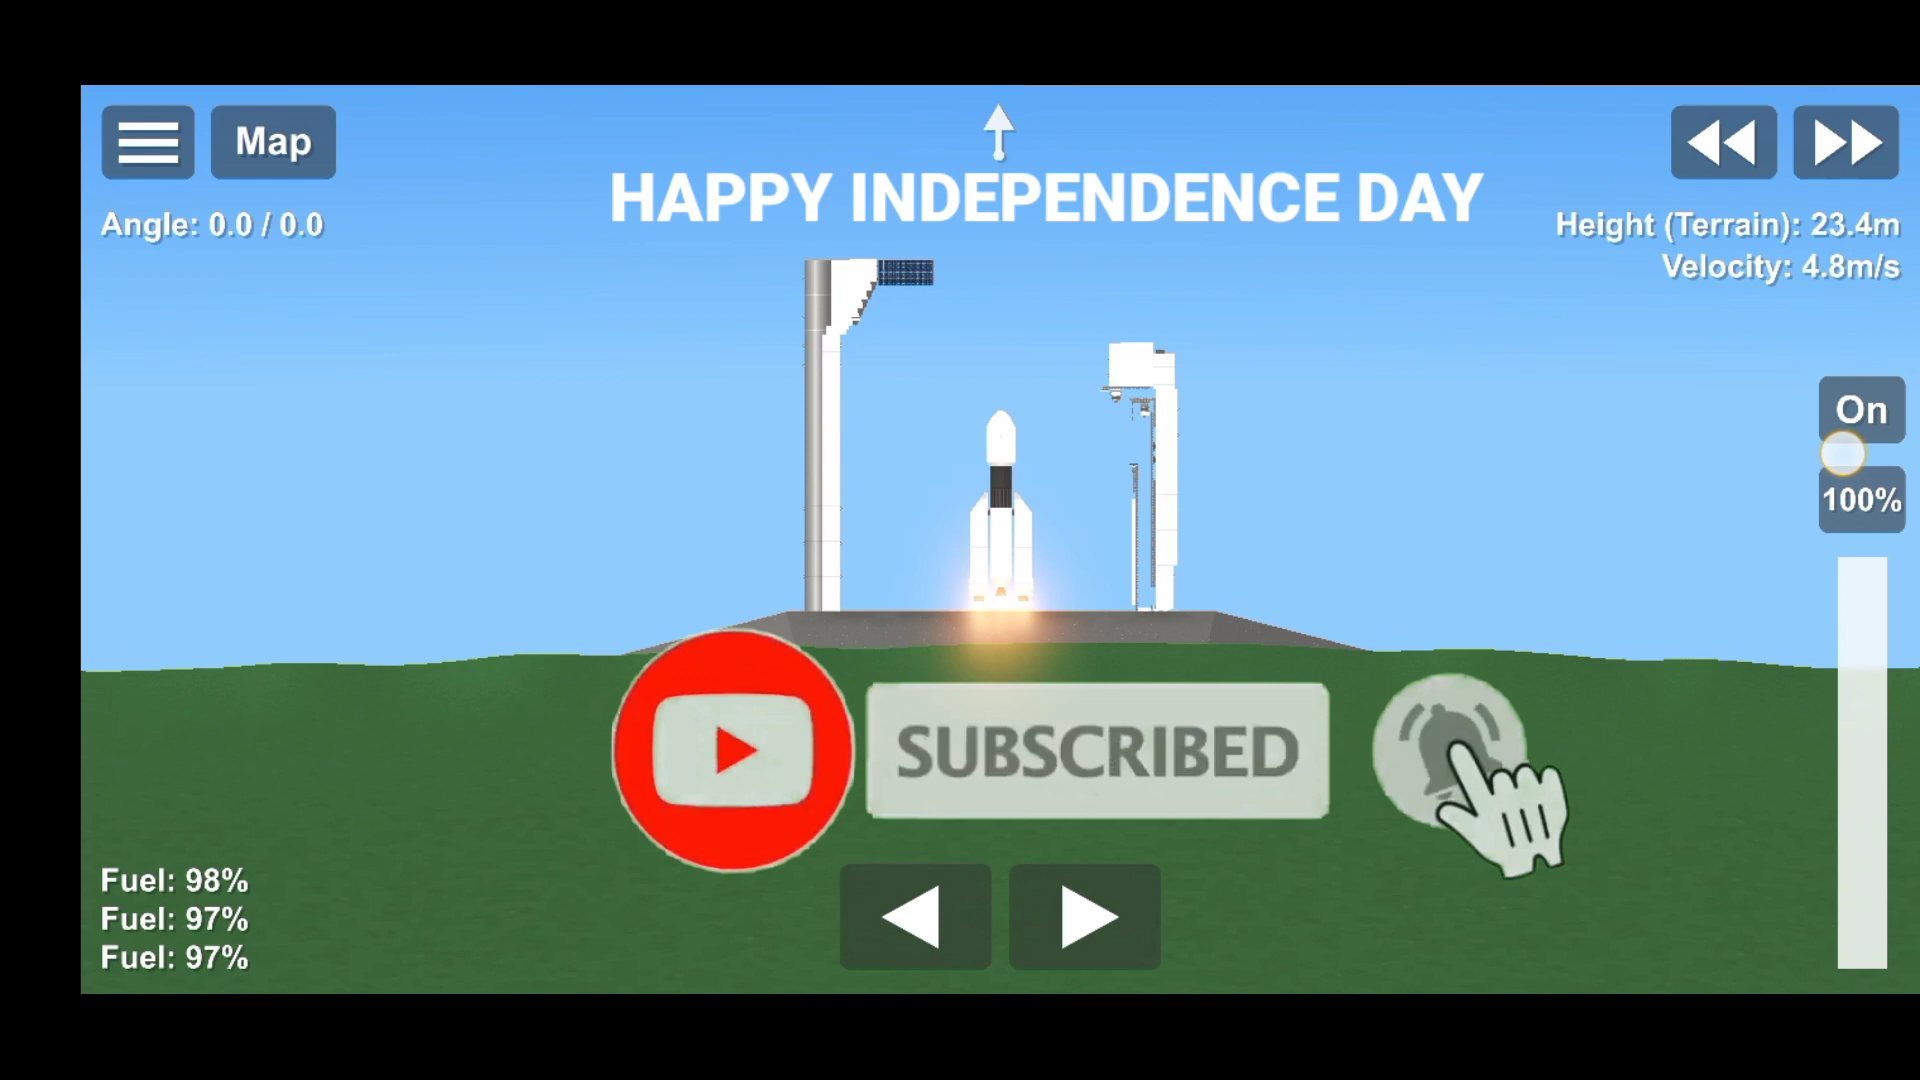 Map
HAPPY INDEPENDENCE DAY
Angle: 0.0 / 0.0
Height (Terrain): 23.4m
Velocity: 4.8m/s
On
100%
SUBSCRIBED
Fuel: 98%
Fuel: 97%
Fuel: 97%